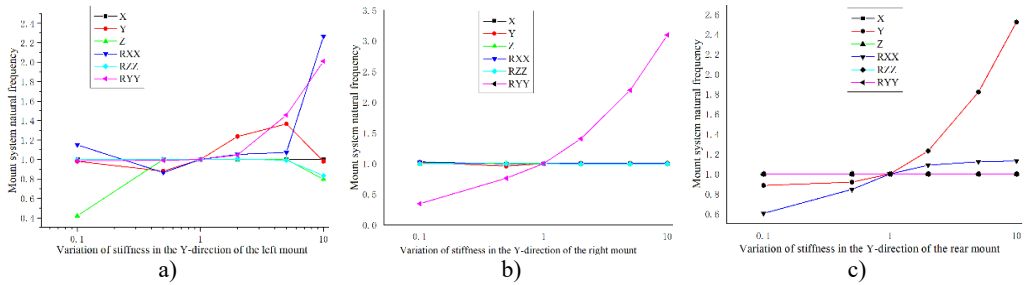 X
Y
Z
RXX
RZZ
RYY
Mount system natural frequency
2.4
2.2
2.0
1.8
1.6
1.4
1.2
1.0
0.8
0.6
0.4
0.1
1
10
Variation of stiffness in the Y-direction of the left mount
a)
X
Y
Z
RXX
RZZ
RYY
Mount system natural frequency
3.5
3.0
2.5
2.0
1.5
1.0
0.5
0.0
0.1
1
10
Variation of stiffness in the Y-direction of the right mount
b)
X
Y
Z
RXX
RZZ
RYY
Mount system natural frequency
2.6
2.4
2.2
2.0
1.8
1.6
1.4
1.2
1.0
0.8
0.6
0.1
1
10
Variation of stiffness in the Y-direction of the rear mount
c)